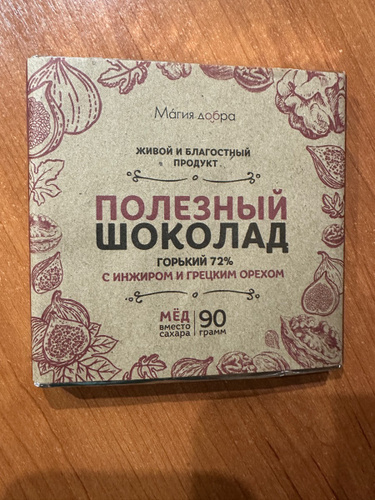 Магия добра
ЖИВОЙ И БЛАГОСТНЫЙ
ПРОДУКТ
ПОЛЕЗНЫЙ
ШОКОЛАД
ГОРЬКИЙ 72%
С ИНЖИРОМ И ГРЕЦКИМ ОРЕХОМ
МЁД
вместо
сахара
90
грамм